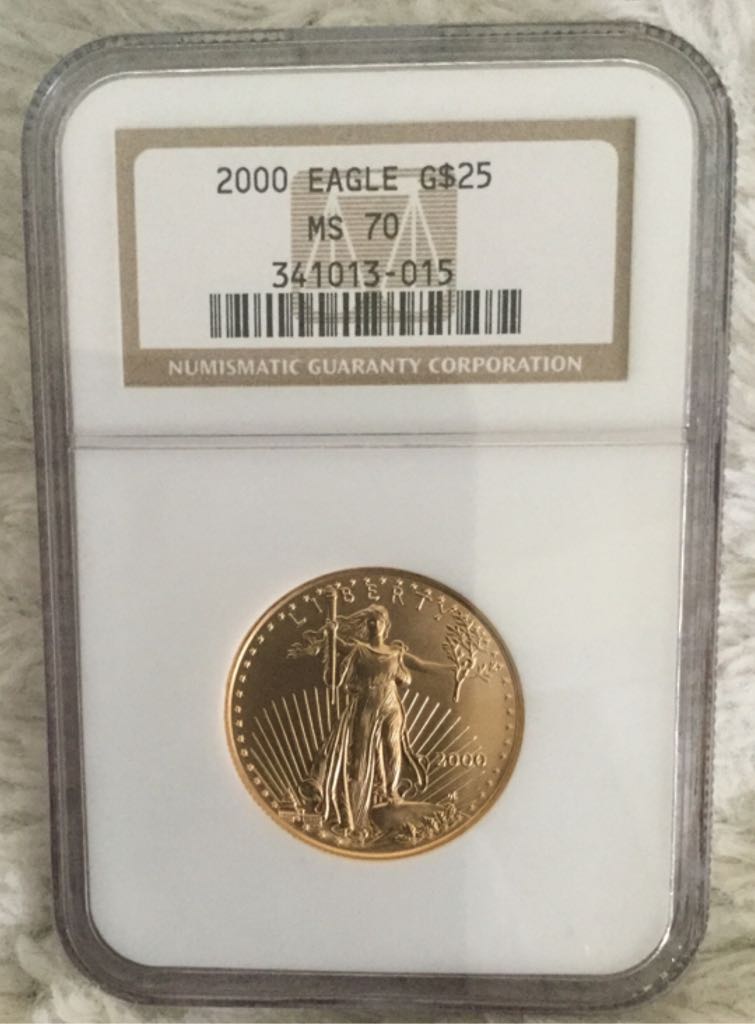 2000 EAGLE G$25
MS 70
341013-015
NUMISMATIC GUARANTY CORPORATION
LIBERTY
2000